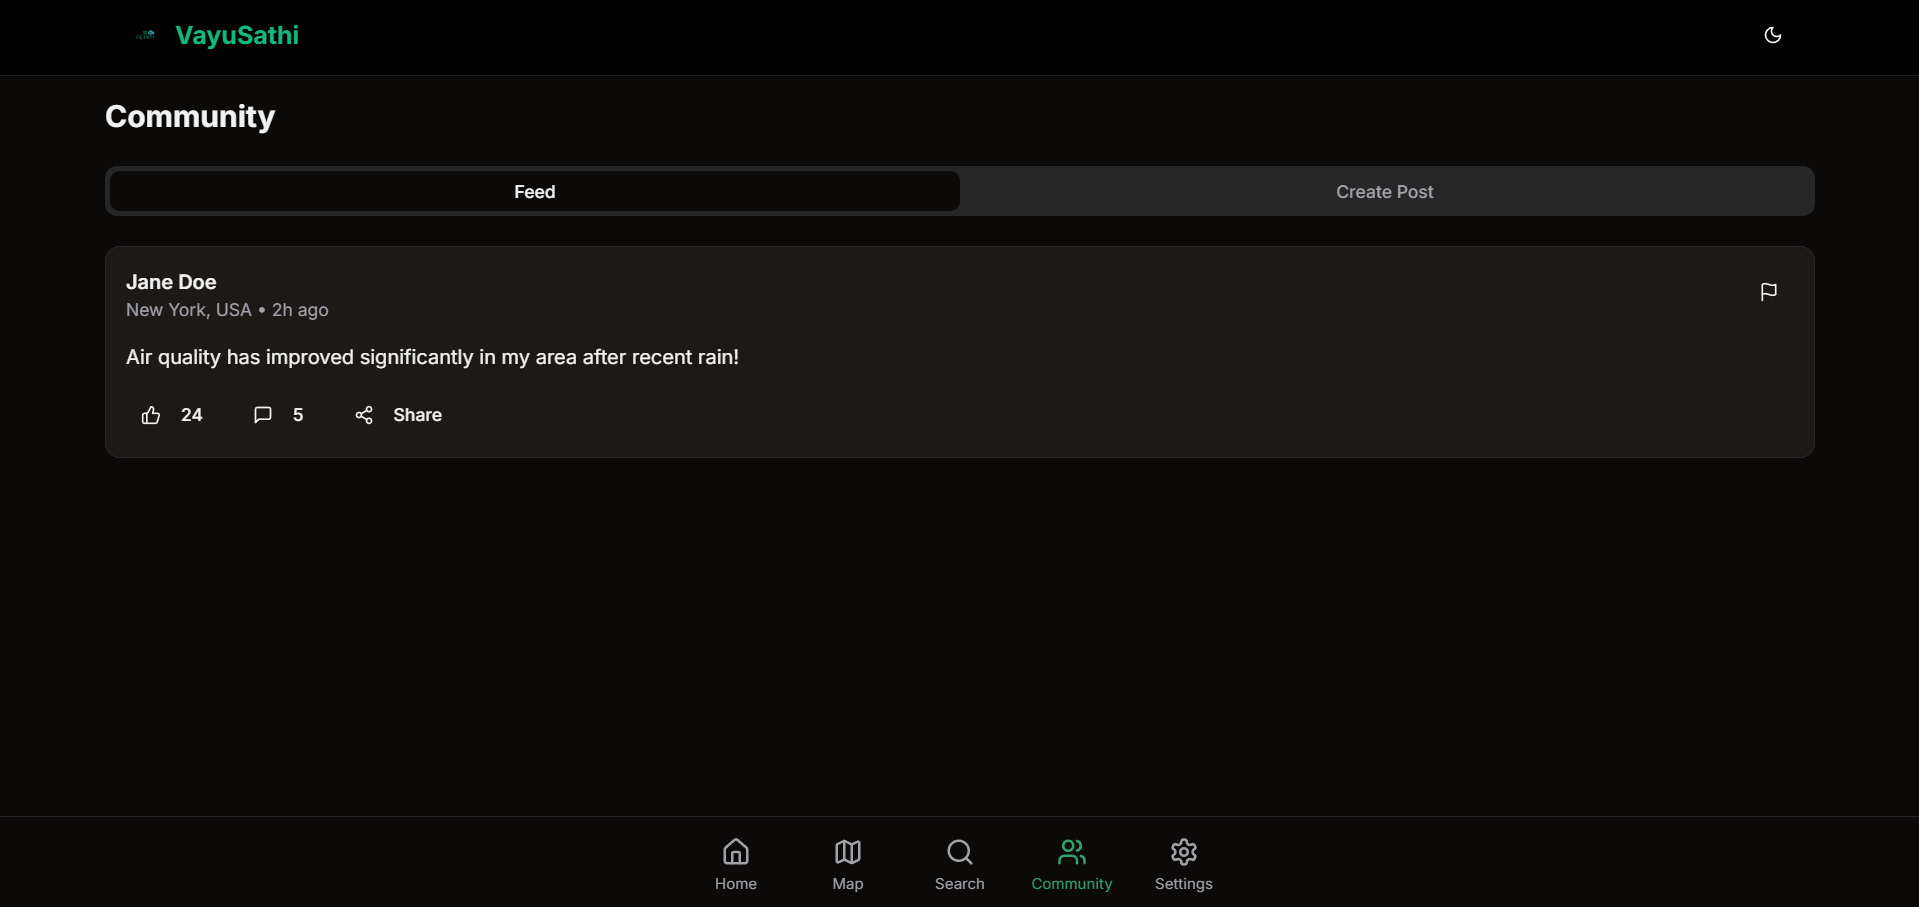 VayuSathi
Community
Feed
Create Post
Jane Doe
New York, USA • 2h ago
Air quality has improved significantly in my area after recent rain!
24 5 Share
Home Map Search Community Settings